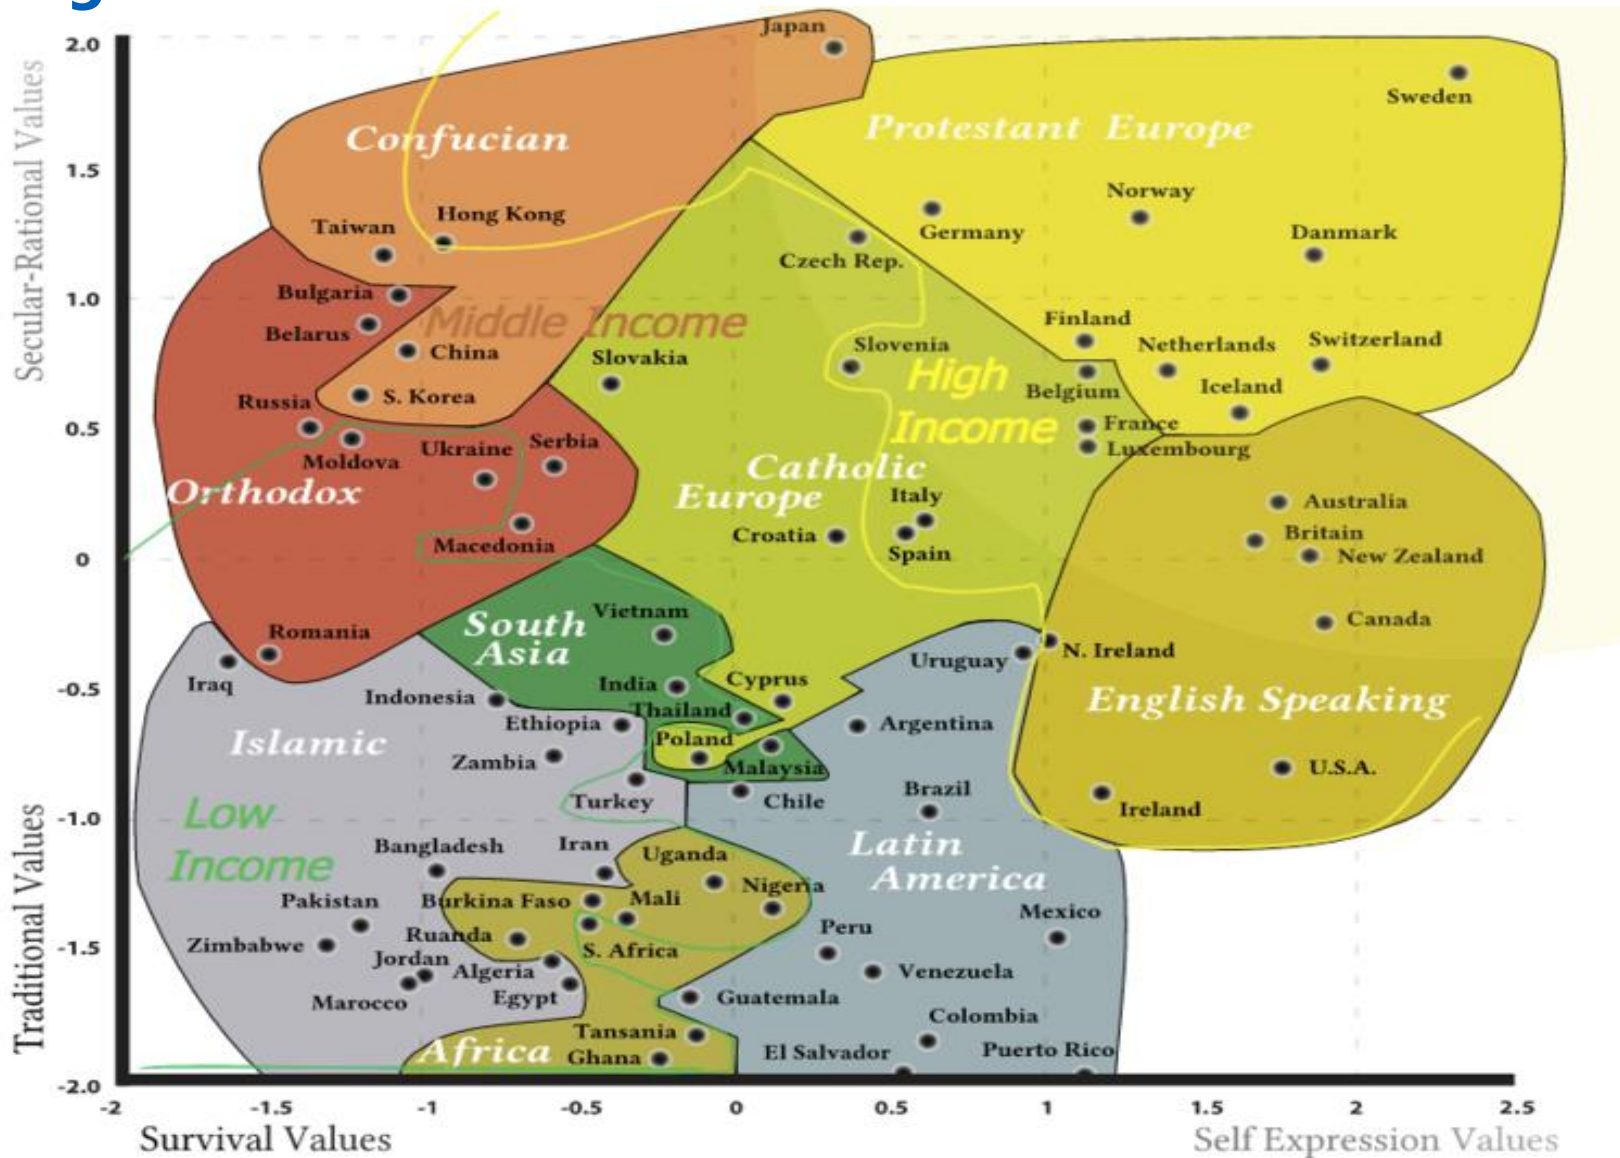 g
Japan
2.0
Sweden
Secular-Rational Values
Protestant Europe
Confucian
1.5
Norway
Hong Kong
Taiwan
Germany
Danmark
Czech Rep.
Bulgaria
1.0
Middle Income
Finland
Belarus
China
Slovakia
Slovenia
Netherlands
Switzerland
High
Income
Belgium
Iceland
Russia
S. Korea
0.5
France
Luxembourg
Ukraine
Serbia
Moldova
Catholic
Europe
Orthodox
Italy
Australia
Croatia
Britain
Macedonia
Spain
New Zealand
0
Vietnam
South
Asia
Canada
Romania
N. Ireland
Uruguay
Iraq
-0.5
India
Cyprus
Indonesia
Thailand
English Speaking
Ethiopia
Argentina
Islamic
Poland
Zambia
Malaysia
U.S.A.
Turkey
Chile
Brazil
Ireland
Low
Income
-1.0
Traditional Values
Bangladesh
Iran
Uganda
Latin
America
Nigeria
Pakistan
Burkina Faso
Mali
Mexico
Ruanda
Peru
Zimbabwe
-1.5
S. Africa
Jordan
Algeria
Venezuela
Marocco
Egypt
Guatemala
Colombia
Tansania
Africa
Ghana
El Salvador
Puerto Rico
-2.0
-2
-1.5
-1
-0.5
0
0.5
1
1.5
2
2.5
Survival Values
Self Expression Values